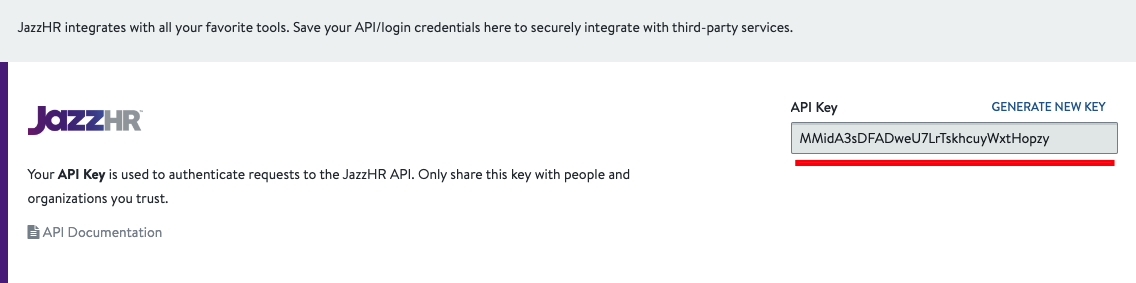 JazzHR integrates with all your favorite tools. Save your API/login credentials here to securely integrate with third-party services.
JazzHR™
API Key
GENERATE NEW KEY
MMidA3sDFADweU7LrTskhcuyWxtHopzy
Your API Key is used to authenticate requests to the JazzHR API. Only share this key with people and
organizations you trust.
API Documentation